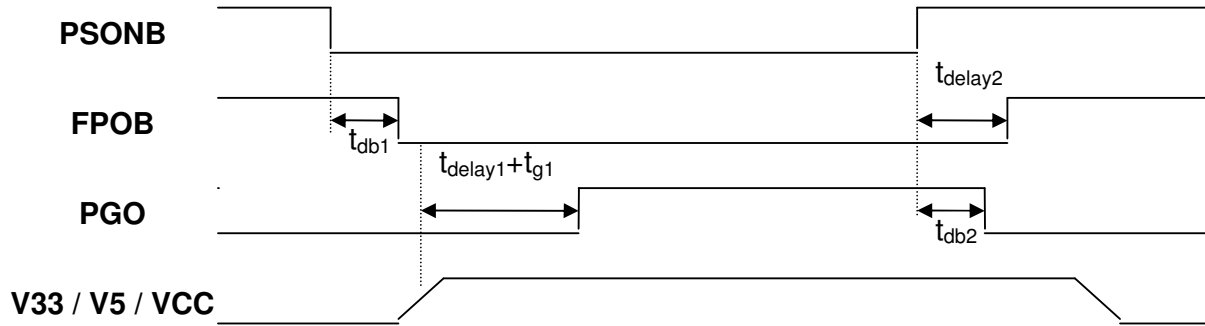 PSONB
t_delay2
FPOB
t_db1
t_delay1+t_g1
PGO
t_db2
V33 / V5 / VCC